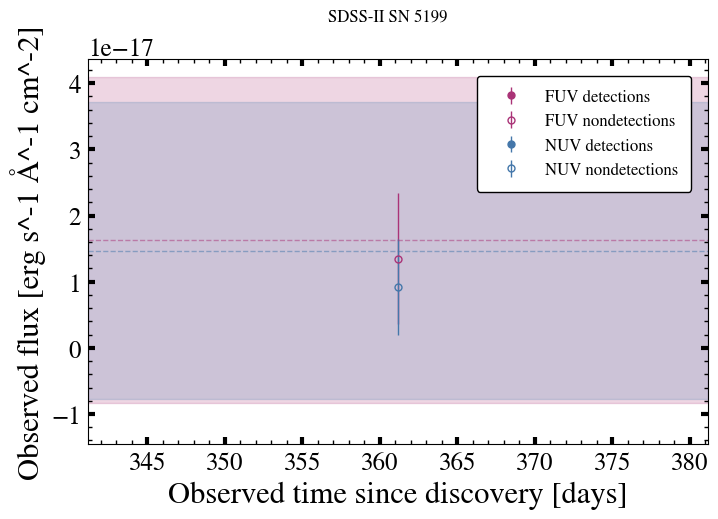 SDSS-II SN 5199
1e−17
Observed flux [erg s^-1 Å^-1 cm^-2]
4
3
2
1
0
−1
FUV detections
FUV nondetections
NUV detections
NUV nondetections
345 350 355 360 365 370 375 380
Observed time since discovery [days]